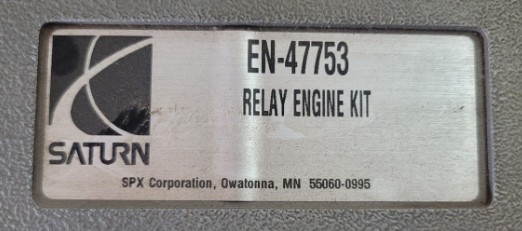 EN-47753
RELAY ENGINE KIT
SATURN
SPX Corporation, Owatonna, MN 55060-0995